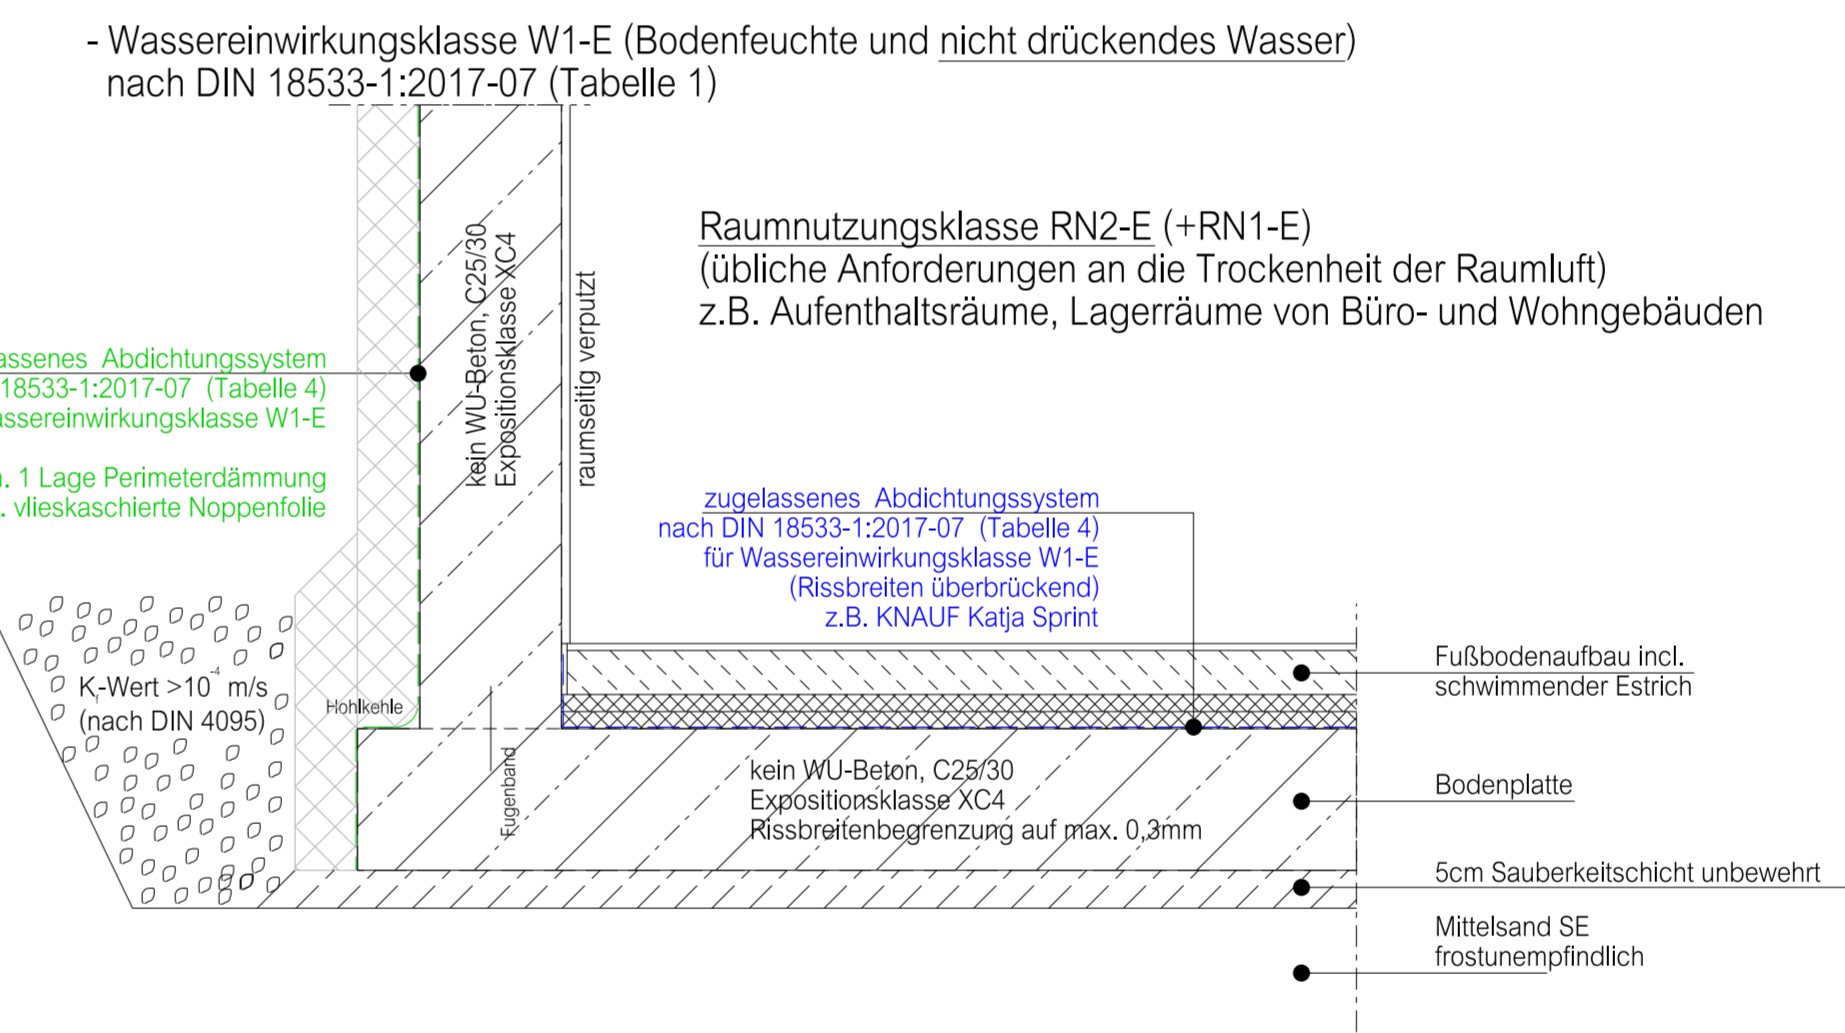 - Wassereinwirkungsklasse W1-E (Bodenfeuchte und nicht drückendes Wasser)
nach DIN 18533-1:2017-07 (Tabelle 1)
Raumnutzungsklasse RN2-E (+RN1-E)
(übliche Anforderungen an die Trockenheit der Raumluft)
z.B. Aufenthaltsräume, Lagerräume von Büro- und Wohngebäuden
kein WU-Beton, C25/30
Expositionsklasse XC4
raumseitig verputzt
assenes Abdichtungssystem
18533-1:2017-07 (Tabelle 4)
assereinwirkungsklasse W1-E
. 1 Lage Perimeterdämmung
. vlieskaschierte Noppenfolie
zugelassenes Abdichtungssystem
nach DIN 18533-1:2017-07 (Tabelle 4)
für Wassereinwirkungsklasse W1-E
(Rissbreiten überbrückend)
z.B. KNAUF Katja Sprint
Kf-Wert >10-4 m/s
(nach DIN 4095)
Hohlkehle
Fugenband
kein WU-Beton, C25/30
Expositionsklasse XC4
Rissbreitenbegrenzung auf max. 0,3mm
Fußbodenaufbau incl.
schwimmender Estrich
Bodenplatte
5cm Sauberkeitschicht unbewehrt
Mittelsand SE
frostunempfindlich